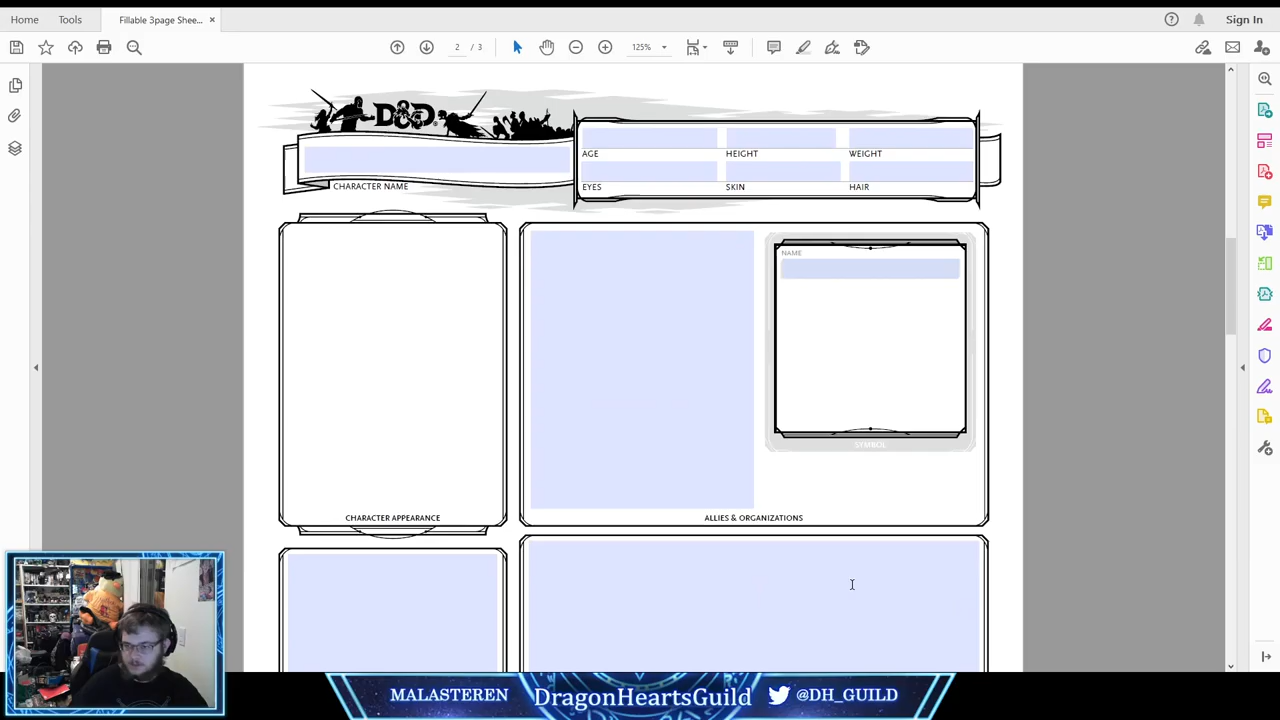 Home
Tools
Fillable 3page Shee...
Sign In
2 / 3
125%
D&D
AGE
HEIGHT
WEIGHT
CHARACTER NAME
EYES
SKIN
HAIR
NAME
SYMBOL
CHARACTER APPEARANCE
ALLIES & ORGANIZATIONS
MALASTEREN
DragonHeartsGuild
@DH_GUILD